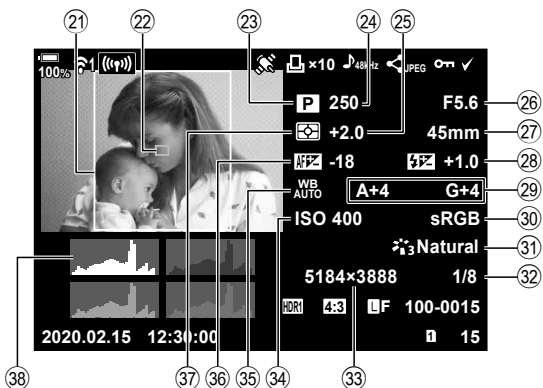 21 22 23 24 25
100% 1 ×10 48kHz JPEG
P 250 F5.6 26
+2.0 45mm 27
AF -18 +1.0 28
WB AUTO A+4 G+4 29
ISO 400 sRGB 30
3 Natural 31
5184×3888 1/8 32
HDR1 4:3 LF 100-0015
2020.02.15 12:30:00 1 15
38 37 36 35 34 33